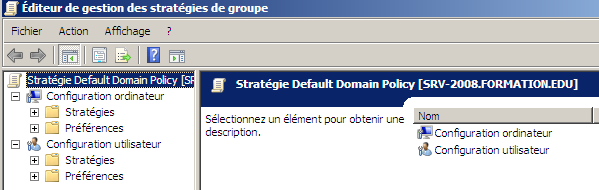 Éditeur de gestion des stratégies de groupe
Fichier Action Affichage ?
Stratégie Default Domain Policy [SR
Configuration ordinateur
Stratégies
Préférences
Configuration utilisateur
Stratégies
Préférences
Stratégie Default Domain Policy [SRV-2008.FORMATION.EDU]
Sélectionnez un élément pour obtenir une
description.
Nom
Configuration ordinateur
Configuration utilisateur